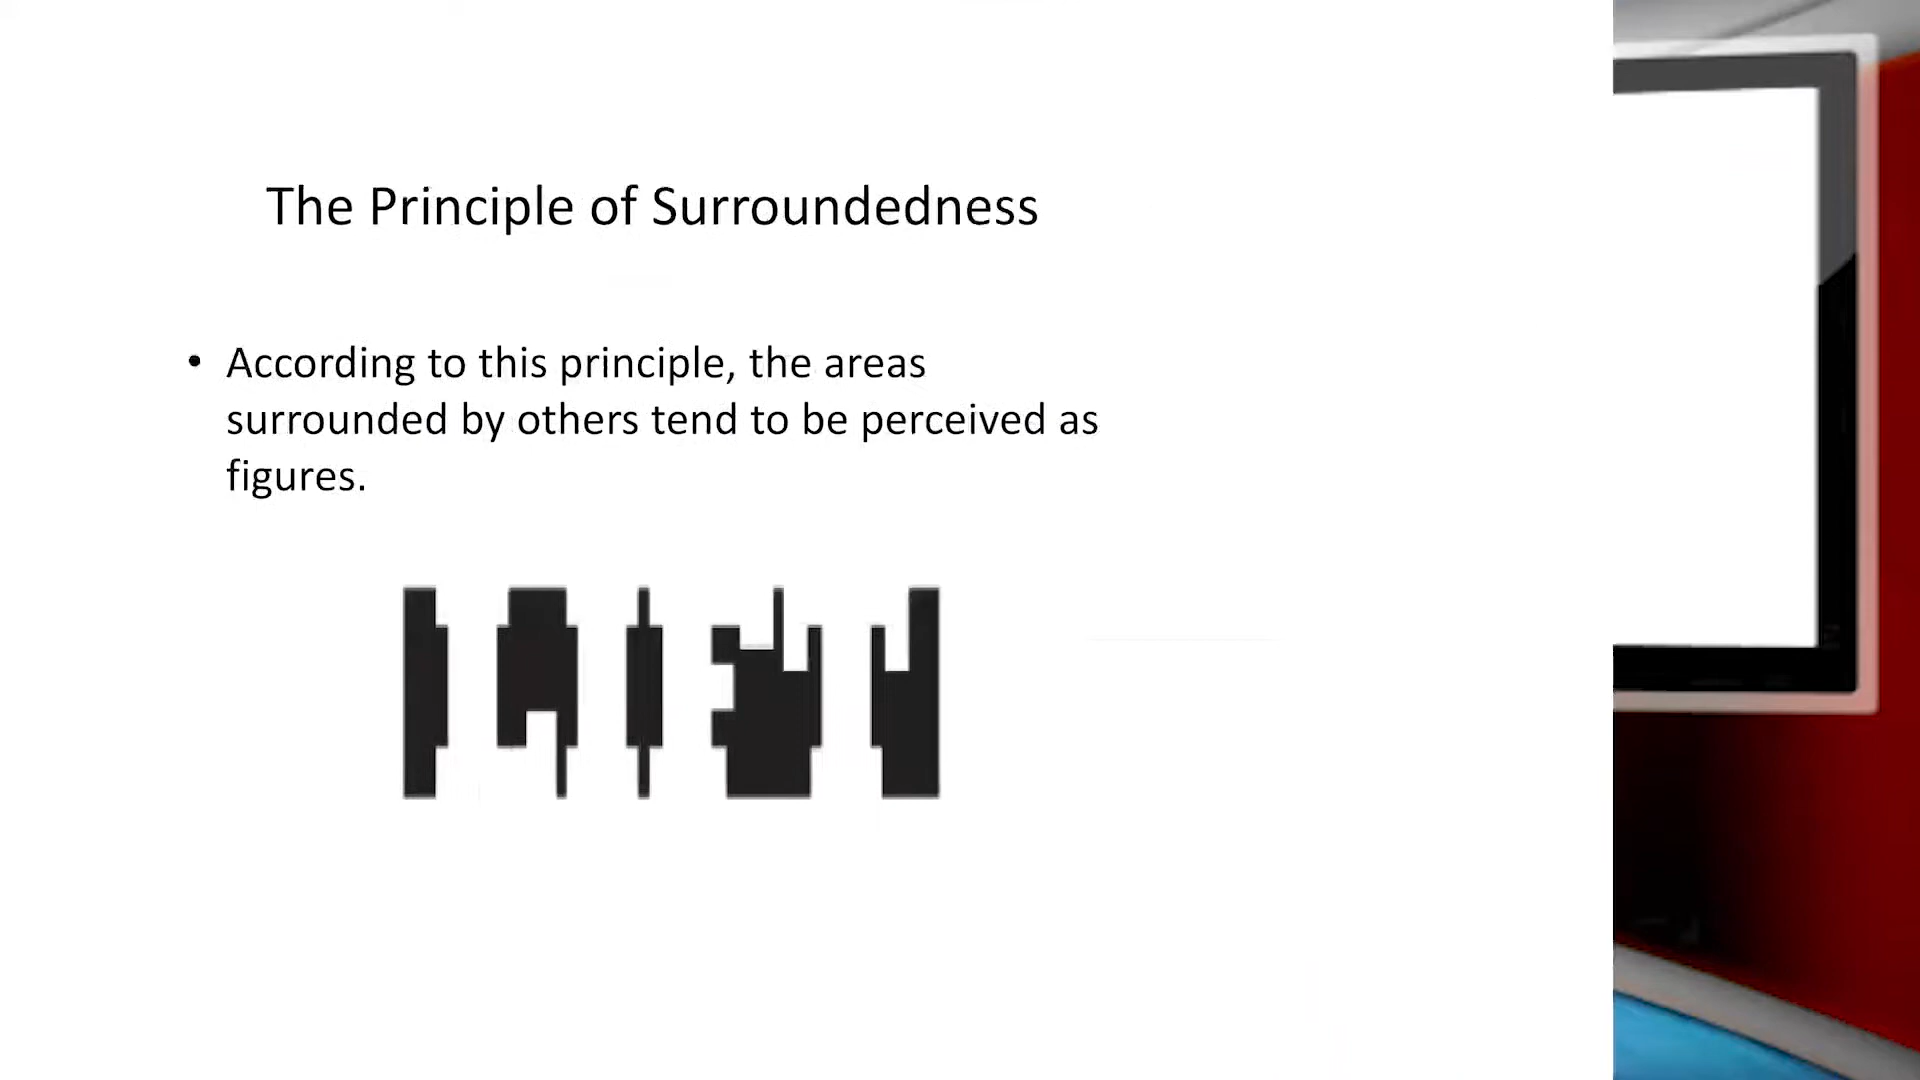 The Principle of Surroundedness
• According to this principle, the areas
surrounded by others tend to be perceived as
figures.